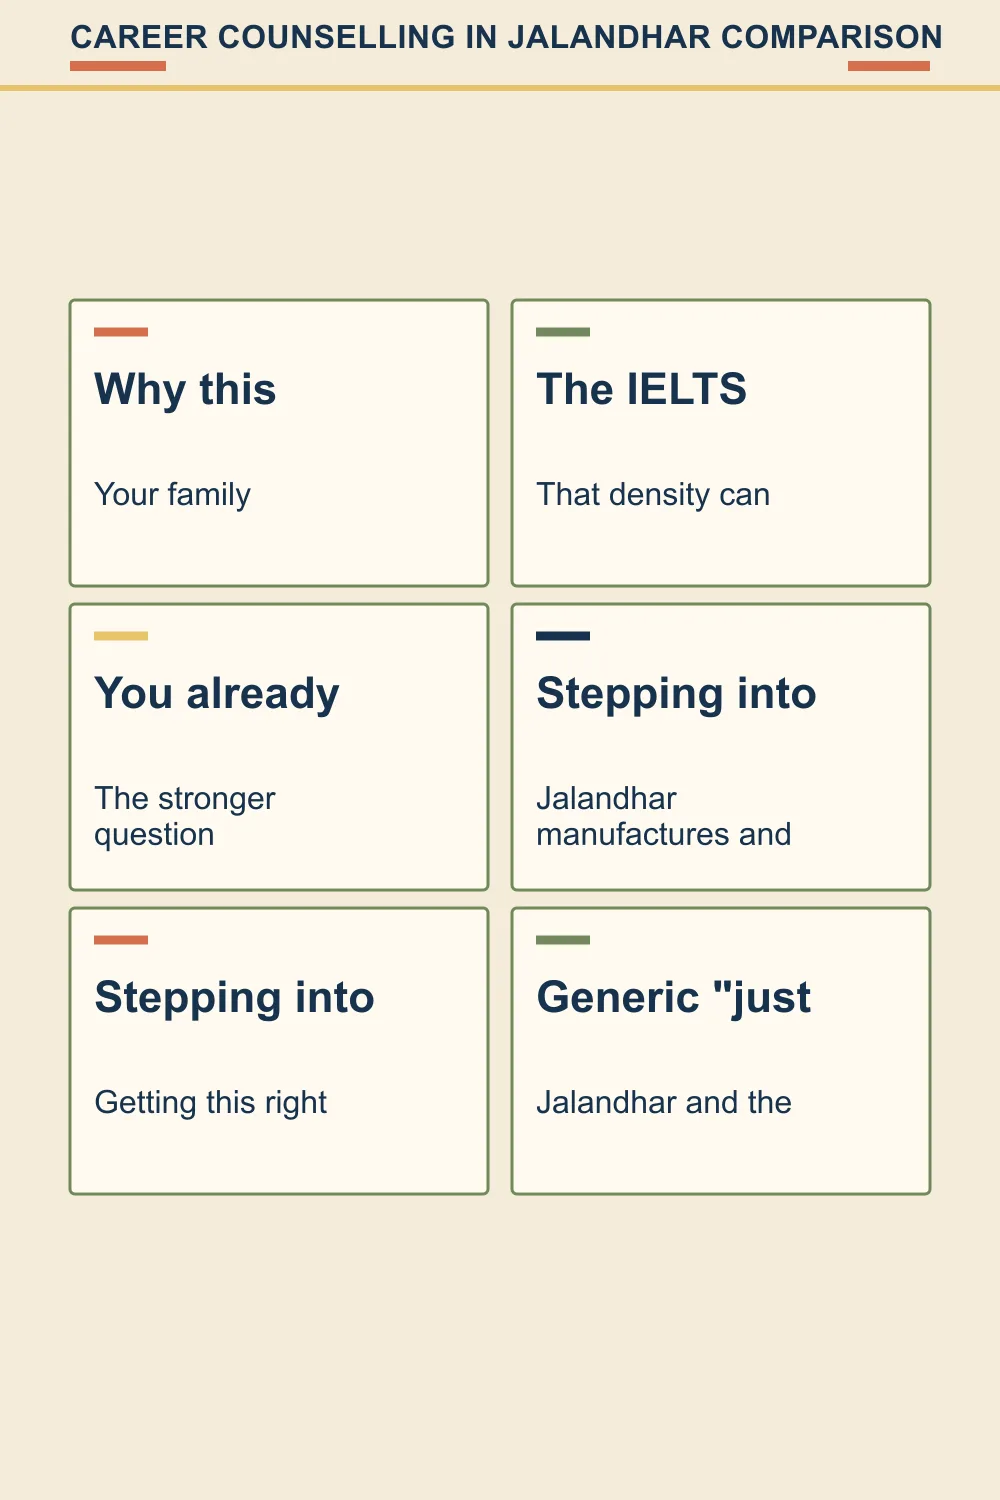 CAREER COUNSELLING IN JALANDHAR COMPARISON
Why this
Your family
The IELTS
That density can
You already
The stronger
question
Stepping into
Jalandhar
manufactures and
Stepping into
Getting this right
Generic "just
Jalandhar and the